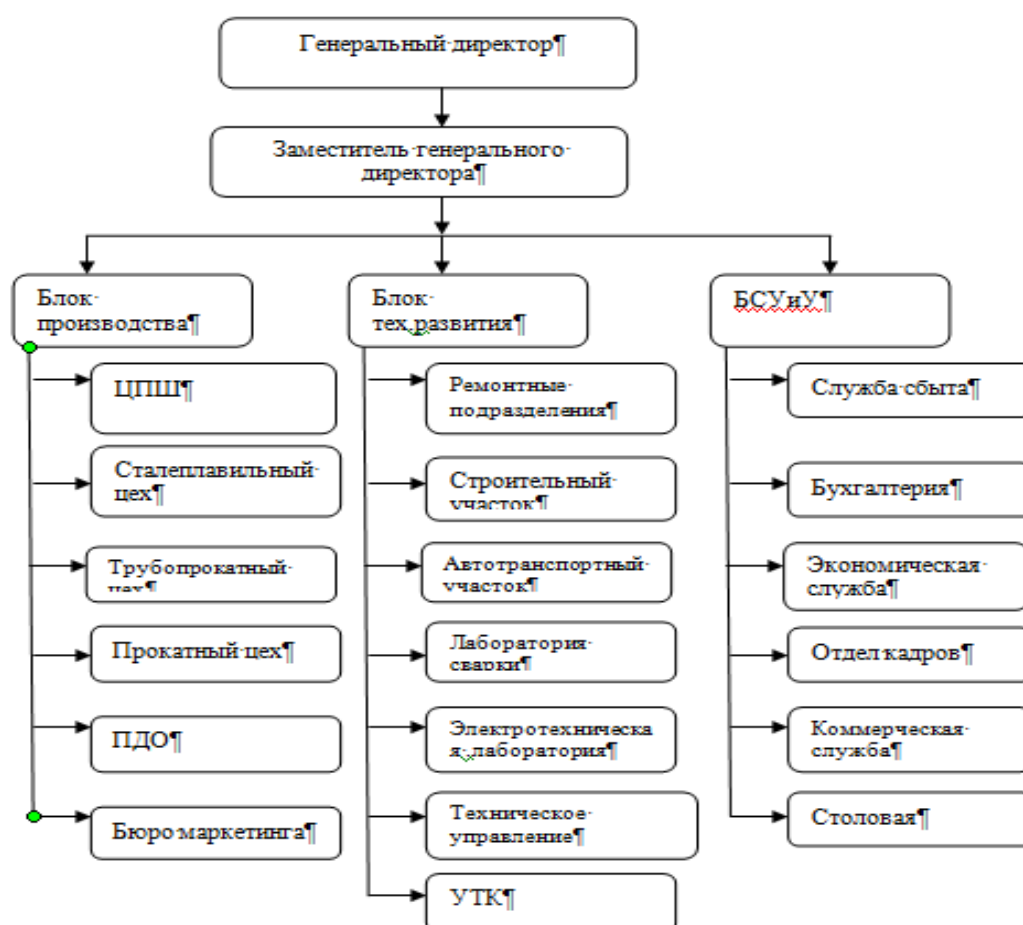 Генеральный директор¶
Заместитель генерального
директора¶
Блок
производства¶
Блок
тех.развития¶
БСУиУ¶
ЦПШ¶
Сталеплавильный
цех¶
Трубопрокатный
цех¶
Прокатный цех¶
ПДО¶
Бюро маркетинга¶
Ремонтные
подразделения¶
Строительный
участок¶
Автотранспортный
участок¶
Лаборатория
сварки¶
Электротехническа
я лаборатория¶
Техническое
управление¶
УТК¶
Служба сбыта¶
Бухгалтерия¶
Экономическая
служба¶
Отдел кадров¶
Коммерческая
служба¶
Столовая¶